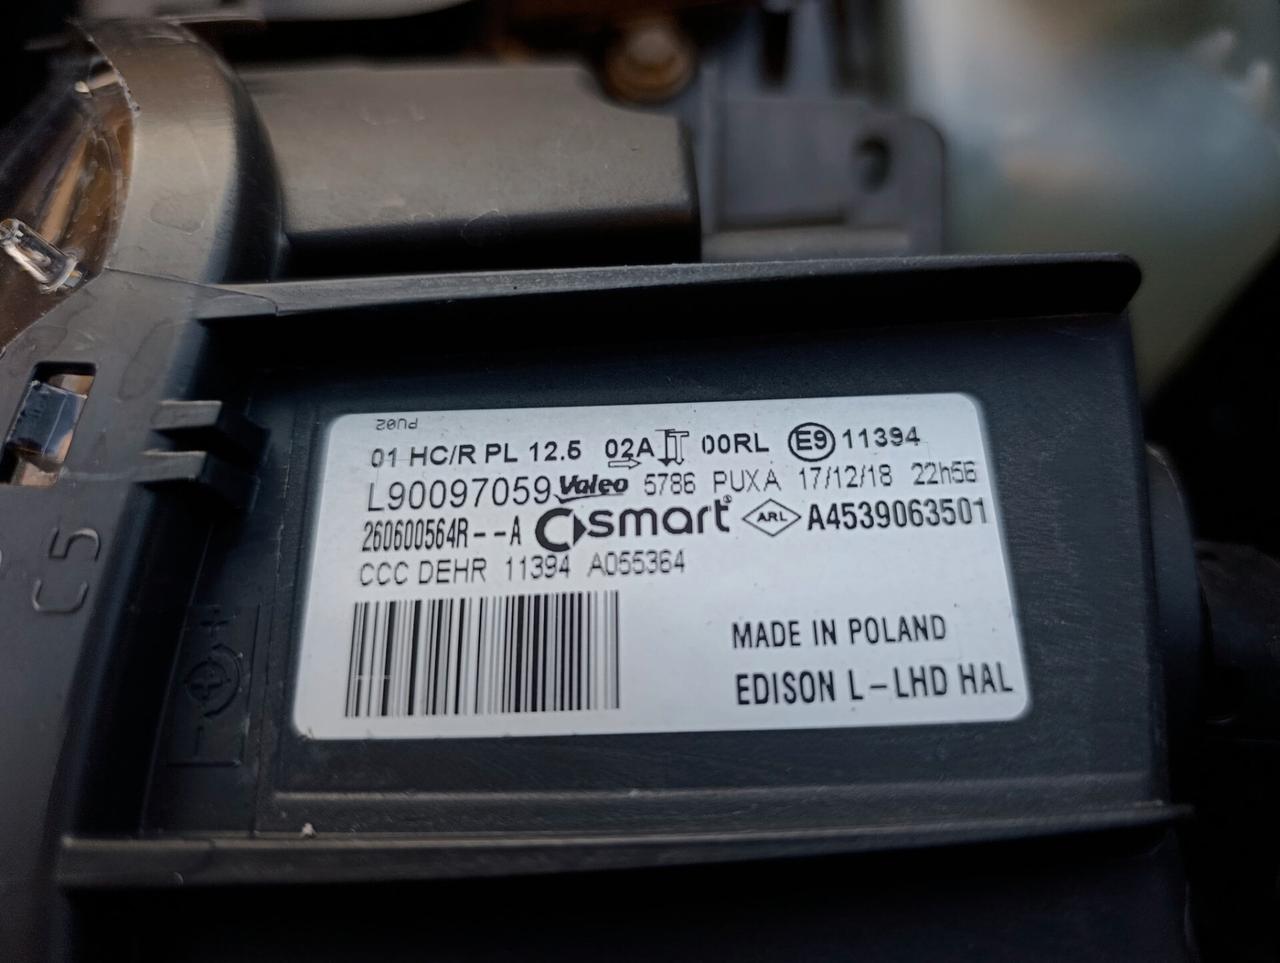 PU02
01 HC/R PL 12.5 02A 00RL E9 11394
L90097059 Valeo 5786 PUXA 17/12/18 22h56
260600564R--A smart ARL A4539063501
CCC DEHR 11394 A055364
MADE IN POLAND
EDISON L-LHD HAL
C5